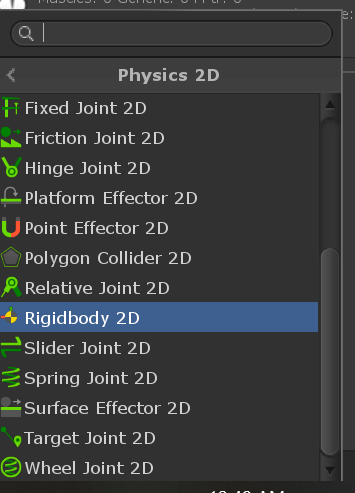 Physics 2D
Fixed Joint 2D
Friction Joint 2D
Hinge Joint 2D
Platform Effector 2D
Point Effector 2D
Polygon Collider 2D
Relative Joint 2D
Rigidbody 2D
Slider Joint 2D
Spring Joint 2D
Surface Effector 2D
Target Joint 2D
Wheel Joint 2D